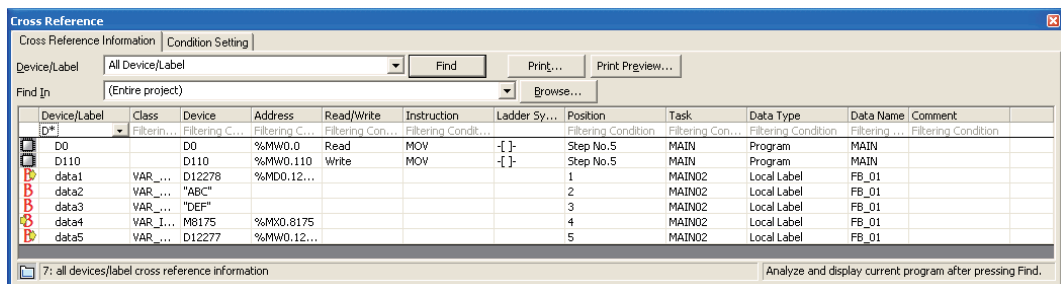 Cross Reference
Cross Reference Information Condition Setting
Device/Label All Device/Label Find Print... Print Preview...
Find In (Entire project) Browse...
Device/Label Class Device Address Read/Write Instruction Ladder Sy... Position Task Data Type Data Name Comment
D* Filterin... Filtering C... Filtering C... Filtering Con... Filtering Condit... Filtering Condition Filtering Con... Filtering Condition Filtering ... Filtering Condition
D0 D0 %MW0.0 Read MOV -[ ]- Step No.5 MAIN Program MAIN
D110 D110 %MW0.110 Write MOV -[ ]- Step No.5 MAIN Program MAIN
data1 VAR_... D12278 %MD0.12... 1 MAIN02 Local Label FB_01
data2 VAR_... "ABC" 2 MAIN02 Local Label FB_01
data3 VAR_... "DEF" 3 MAIN02 Local Label FB_01
data4 VAR_I... M8175 %MX0.8175 4 MAIN02 Local Label FB_01
data5 VAR_... D12277 %MW0.12... 5 MAIN02 Local Label FB_01
7: all devices/label cross reference information Analyze and display current program after pressing Find.